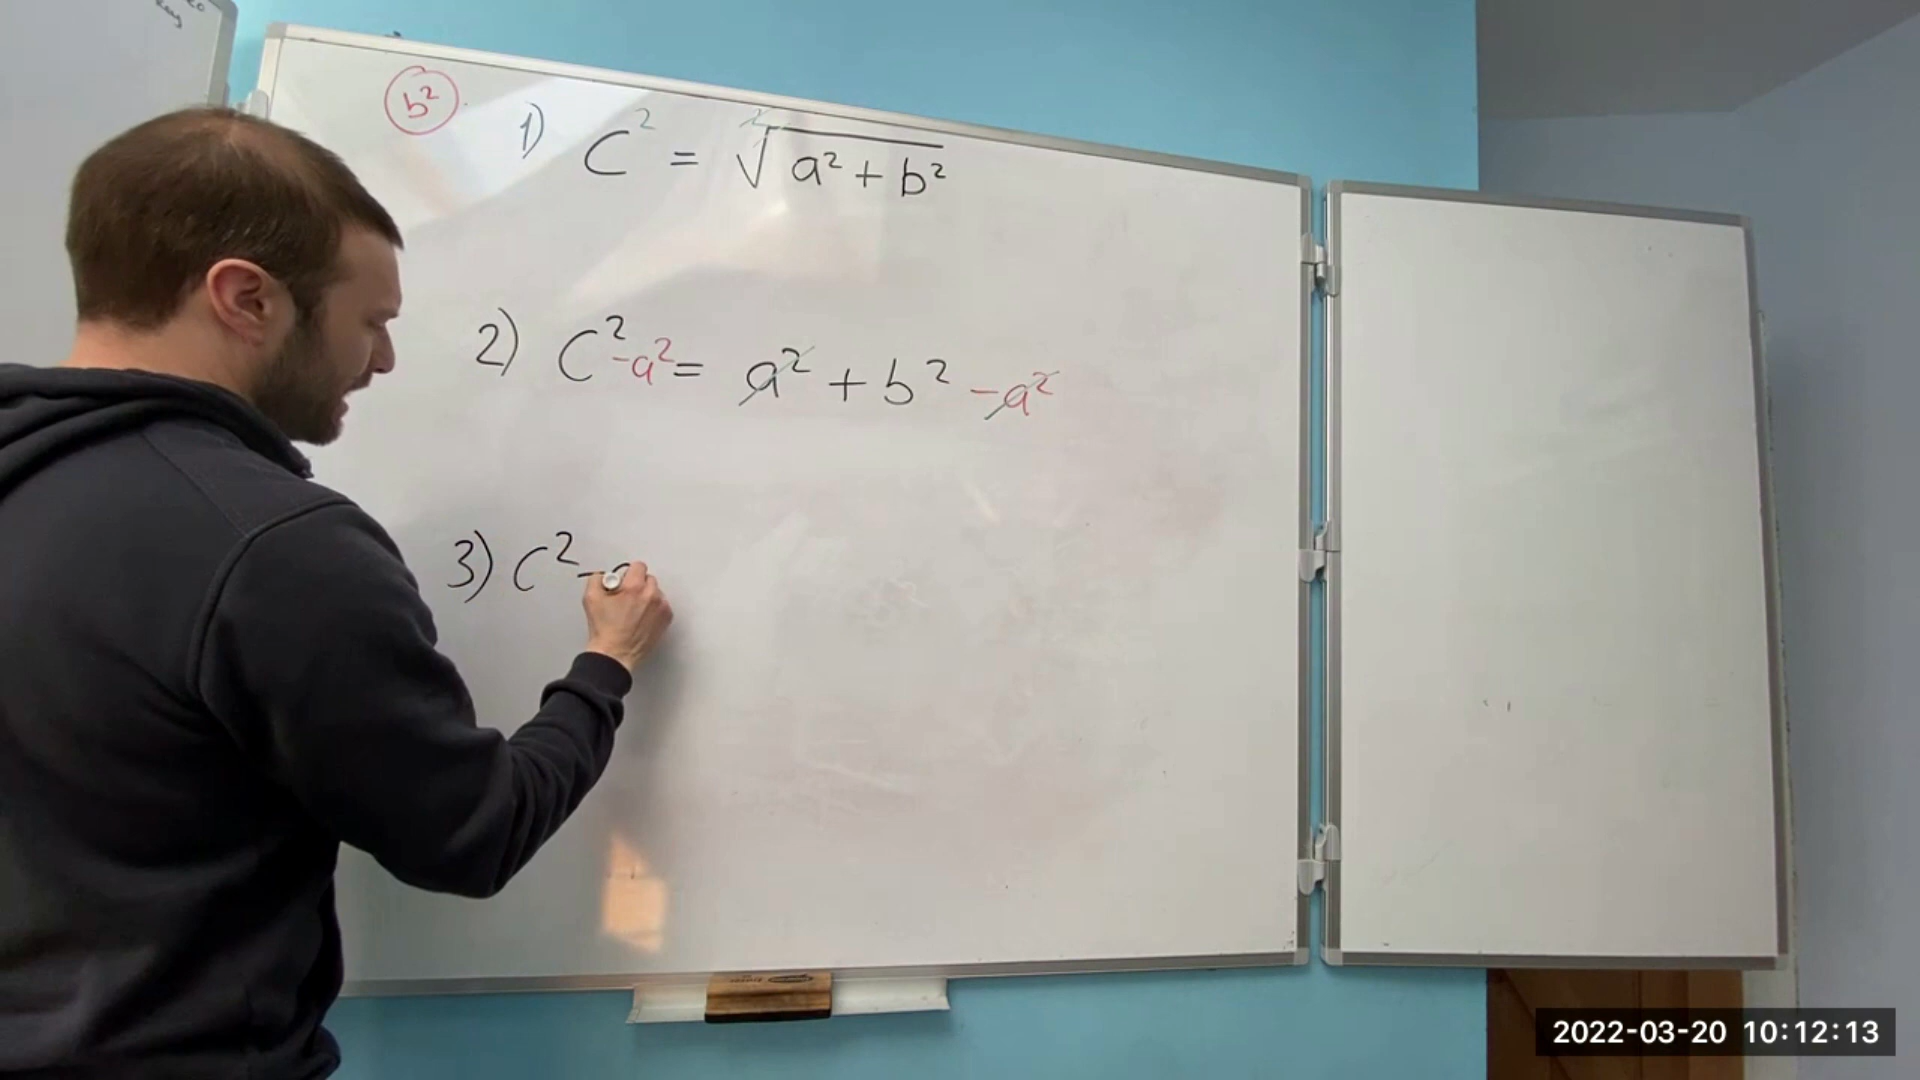 b²
1) C² = √a² + b²
2) C² - a² = a² + b² - a²
3) C² -
2022-03-20 10:12:13